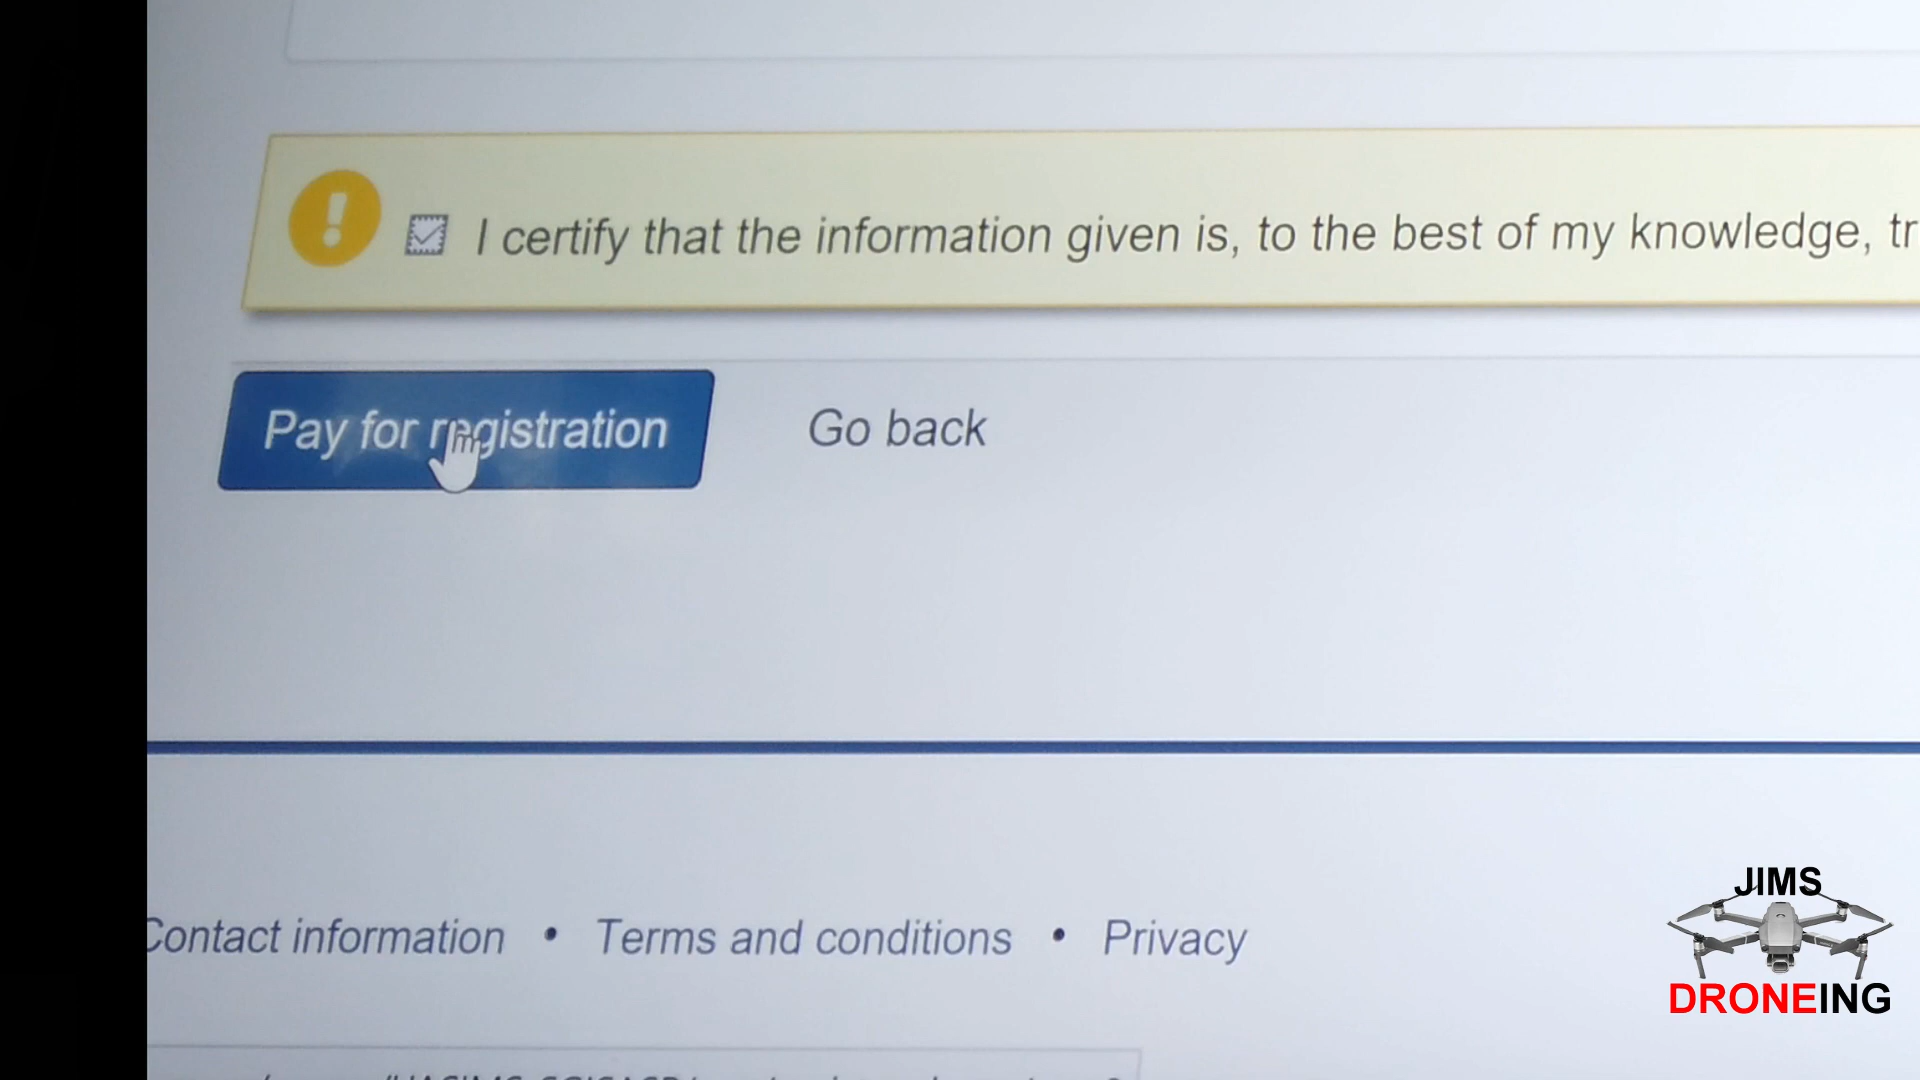 I certify that the information given is, to the best of my knowledge, tr
Pay for registration Go back
Contact information • Terms and conditions • Privacy
JIMS
DRONEING